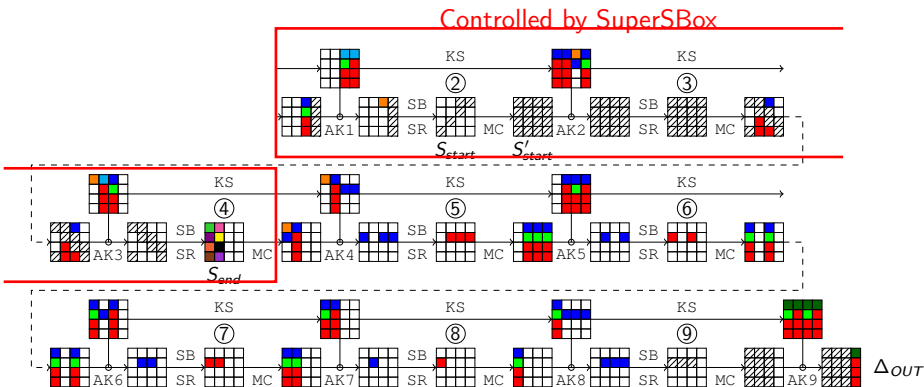 Controlled by SuperSBox
KS KS
② ③
SB SB
AK1 SR MC AK2 SR MC
S_start S'_start
KS KS
④ ⑤ ⑥
SB SB SB
AK3 SR MC AK4 SR MC AK5 SR MC
S_end
KS KS KS
⑦ ⑧ ⑨
SB SB SB
AK6 SR MC AK7 SR MC AK8 SR MC AK9 Δ_OUT